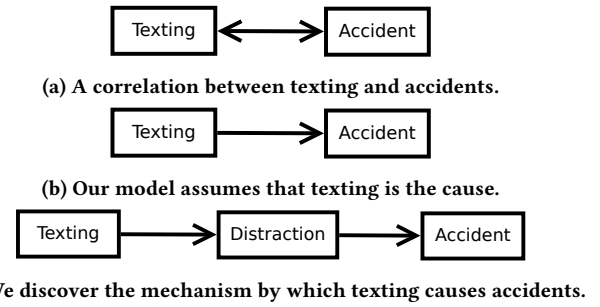 Texting Accident
(a) A correlation between texting and accidents.
Texting Accident
(b) Our model assumes that texting is the cause.
Texting Distraction Accident
discover the mechanism by which texting causes accidents.